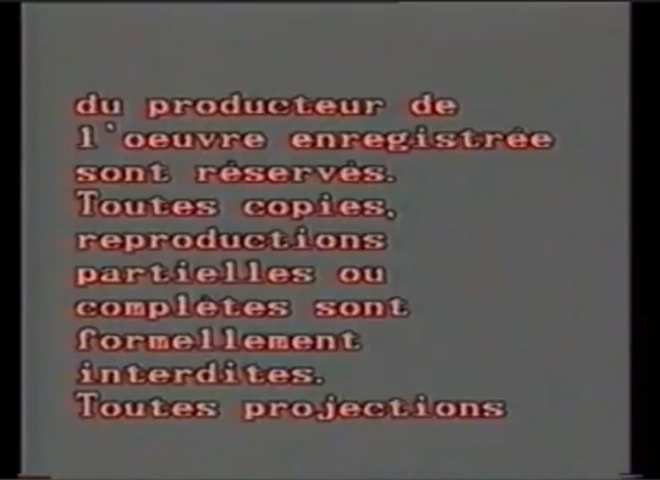 du producteur de
l'oeuvre enregistrée
sont réservés.
Toutes copies,
reproductions
partielles ou
complètes sont
formellement
interdites.
Toutes projections